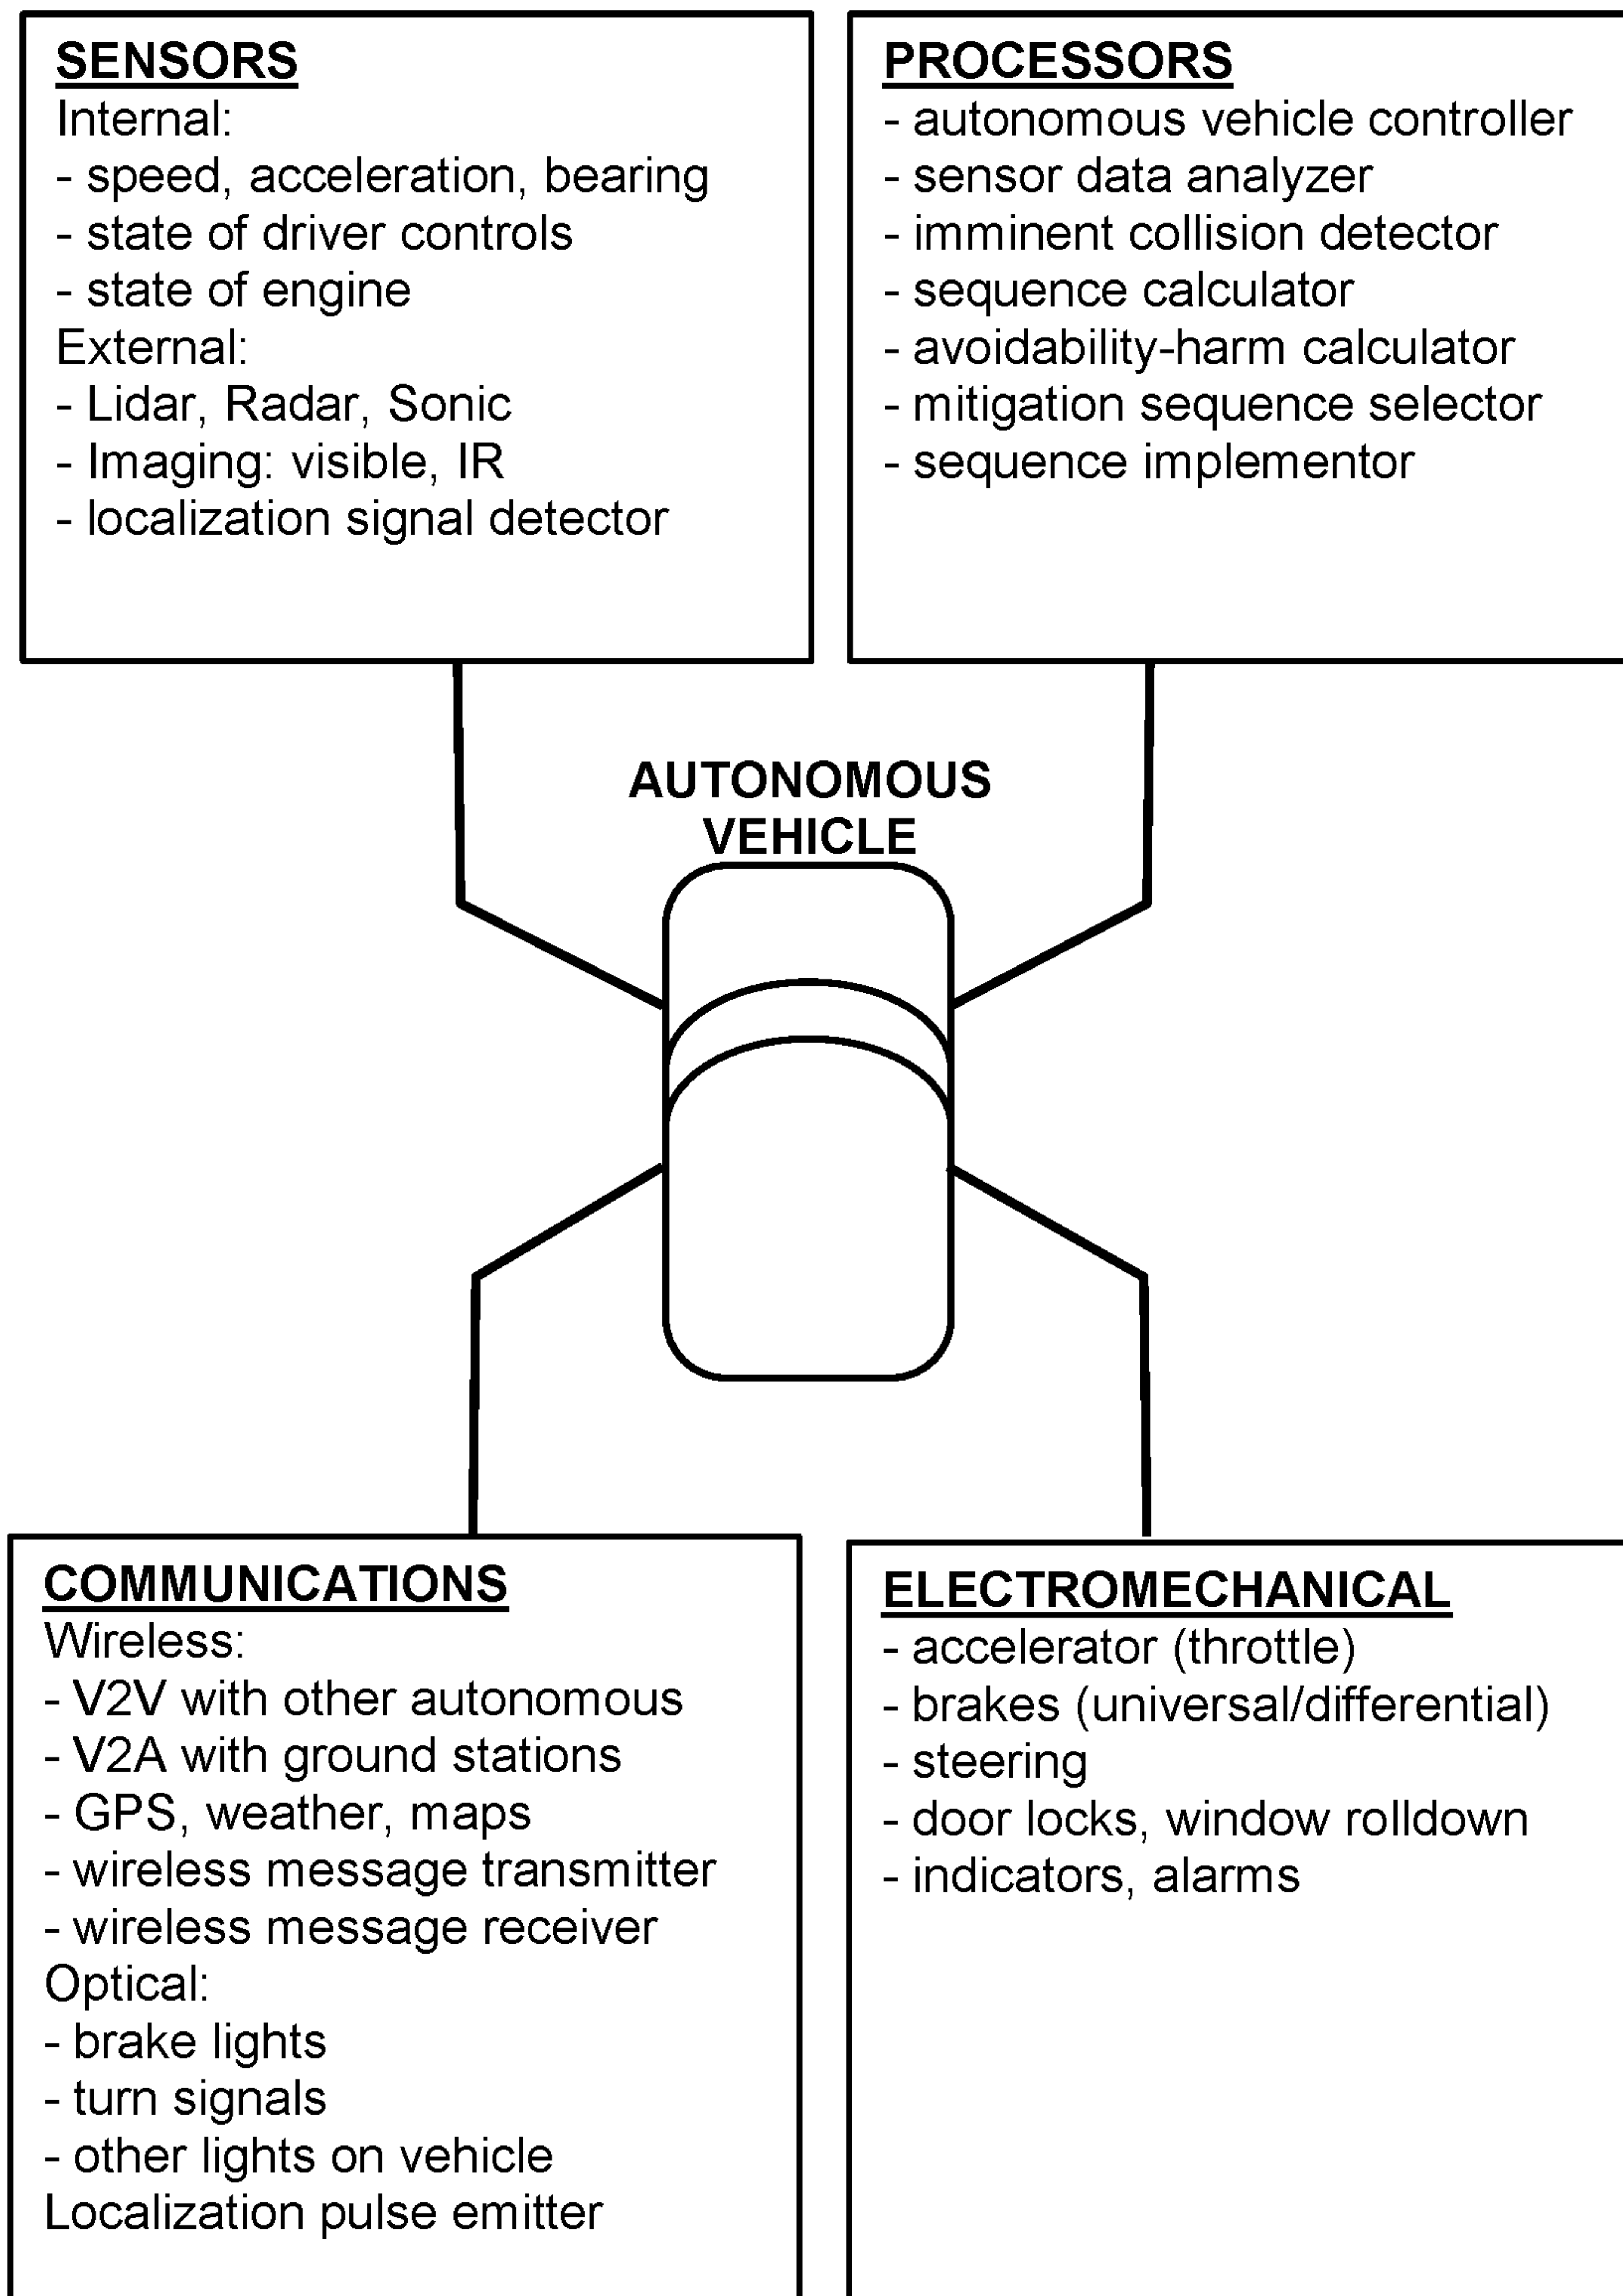 SENSORS
Internal:
- speed, acceleration, bearing
- state of driver controls
- state of engine
External:
- Lidar, Radar, Sonic
- Imaging: visible, IR
- localization signal detector
PROCESSORS
- autonomous vehicle controller
- sensor data analyzer
- imminent collision detector
- sequence calculator
- avoidability-harm calculator
- mitigation sequence selector
- sequence implementor
AUTONOMOUS
VEHICLE
COMMUNICATIONS
Wireless:
- V2V with other autonomous
- V2A with ground stations
- GPS, weather, maps
- wireless message transmitter
- wireless message receiver
Optical:
- brake lights
- turn signals
- other lights on vehicle
Localization pulse emitter
ELECTROMECHANICAL
- accelerator (throttle)
- brakes (universal/differential)
- steering
- door locks, window rolldown
- indicators, alarms